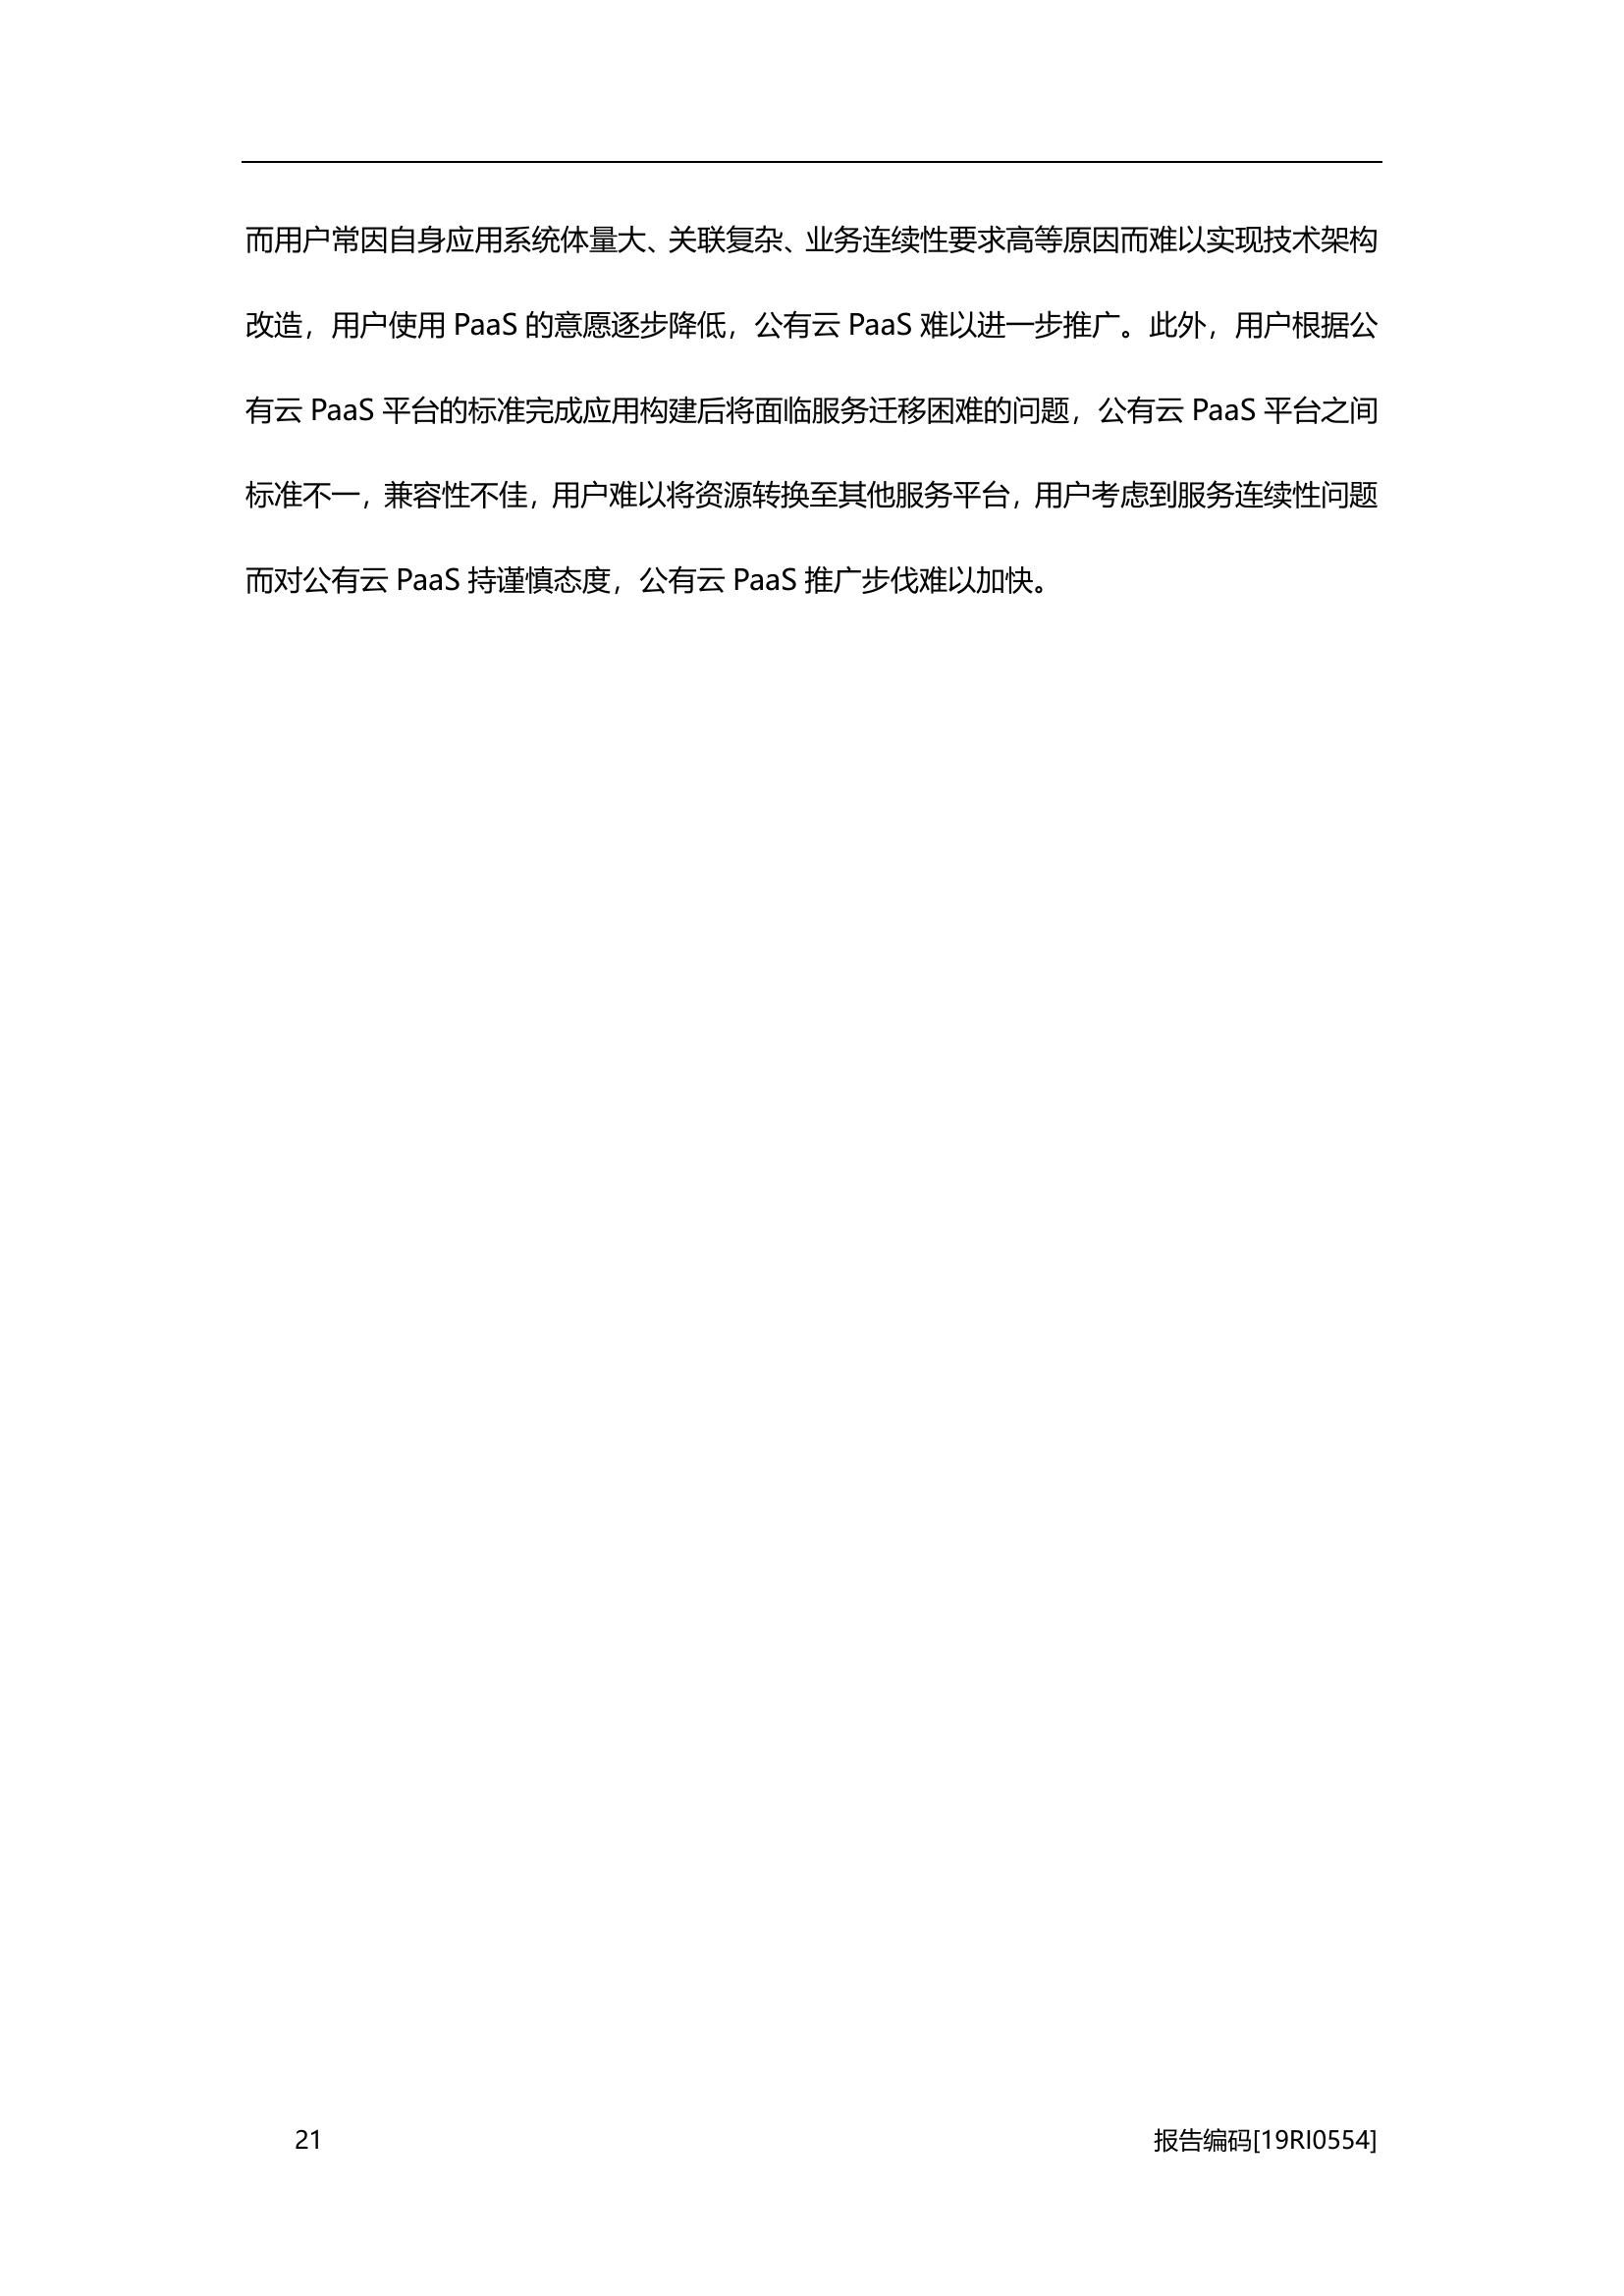 而用户常因自身应用系统体量大、关联复杂、业务连续性要求高等原因而难以实现技术架构
改造，用户使用 PaaS 的意愿逐步降低，公有云 PaaS 难以进一步推广。此外，用户根据公
有云 PaaS 平台的标准完成应用构建后将面临服务迁移困难的问题，公有云 PaaS 平台之间
标准不一，兼容性不佳，用户难以将资源转换至其他服务平台，用户考虑到服务连续性问题
而对公有云 PaaS 持谨慎态度，公有云 PaaS 推广步伐难以加快。
21 报告编码[19RI0554]